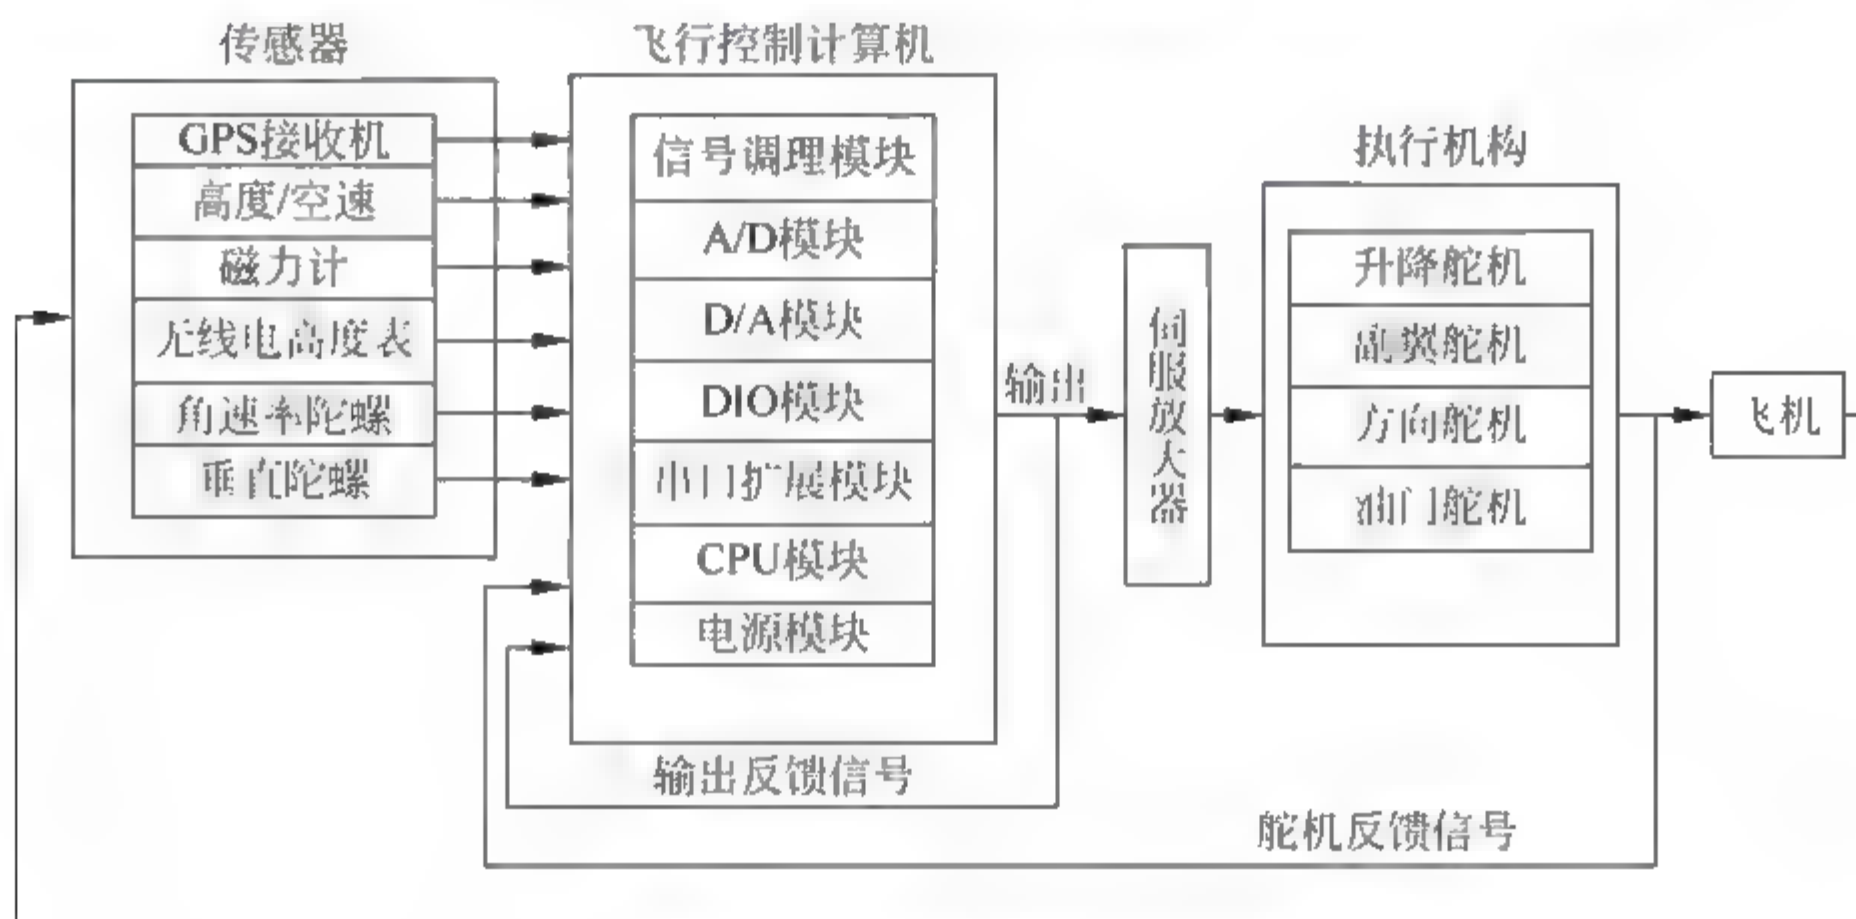 传感器
GPS接收机
高度/空速
磁力计
无线电高度表
角速率陀螺
垂直陀螺
飞行控制计算机
信号调理模块
A/D模块
D/A模块
DIO模块
串口扩展模块
CPU模块
电源模块
输出
伺服放大器
执行机构
升降舵机
副翼舵机
方向舵机
油门舵机
飞机
输出反馈信号
舵机反馈信号